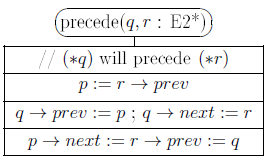 precede(q, r : E2*)
// (*q) will precede (*r)
p := r → prev
q → prev := p ; q → next := r
p → next := r → prev := q